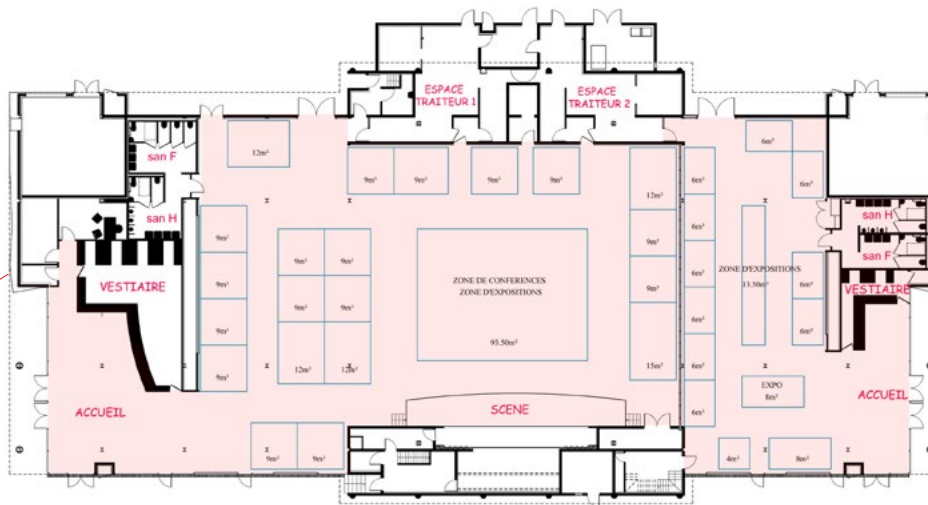 ESPACE
TRAITEUR 1
ESPACE
TRAITEUR 2
san F
12m²
6m²
6m²
9m²
9m²
9m²
9m²
12m²
6m²
san H
9m²
9m²
9m²
9m²
6m²
san H
san F
VESTIAIRE
9m²
9m²
9m²
ZONE DE CONFERENCES
ZONE D'EXPOSITIONS
9m²
6m²
ZONE D'EXPOSITIONS
13.50m²
6m²
VESTIAIRE
9m²
12m²
12m²
93.50m²
15m²
6m²
6m²
9m²
6m²
EXPO
8m²
ACCUEIL
SCENE
6m²
ACCUEIL
9m²
9m²
4m²
8m²